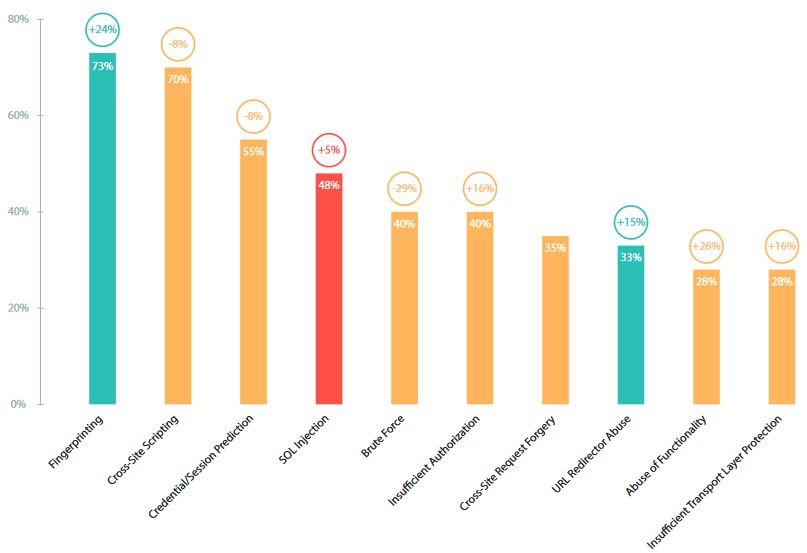 80%
60%
40%
20%
0%
+24%
73%
-8%
70%
-8%
55%
+5%
48%
-29%
40%
+16%
40%
35%
+15%
33%
+26%
28%
+16%
28%
Fingerprinting
Cross-Site Scripting
Credential/Session Prediction
SOL Injection
Brute Force
Insufficient Authorization
Cross-Site Request Forgery
URL Redirector Abuse
Abuse of Functionality
Insufficient Transport Layer Protection